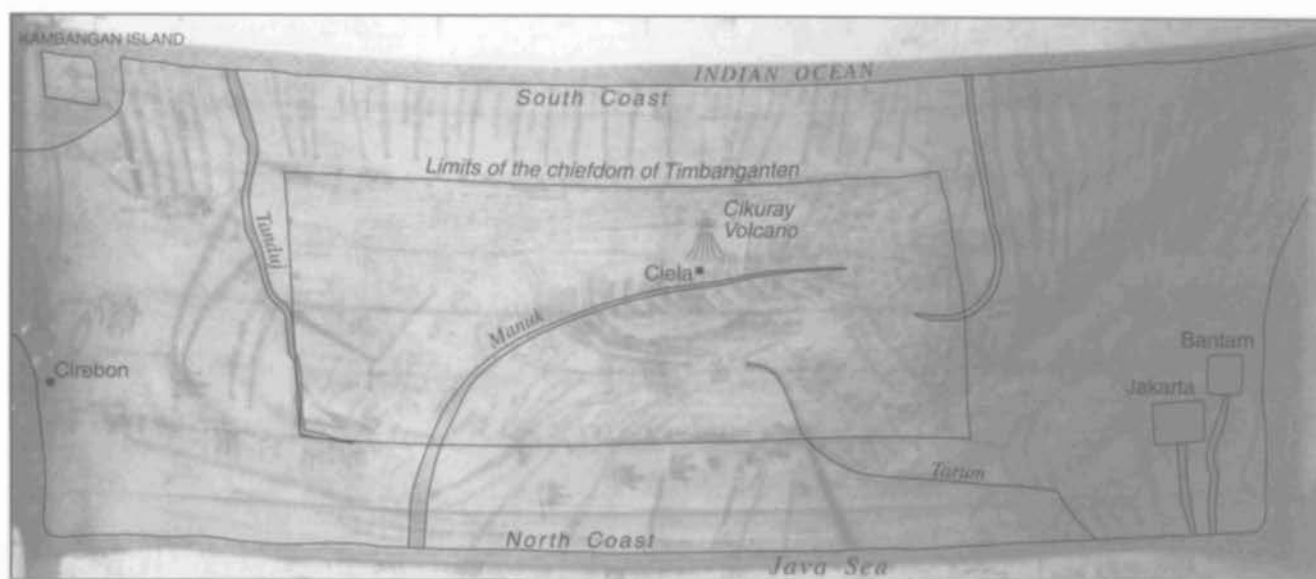 KAMBANGAN ISLAND
INDIAN OCEAN
South Coast
Limits of the chiefdom of Timbanganten
Cikuray
Volcano
Tanduj
Ciela
Manuk
Bantam
Cirebon
Jakarta
Tarum
North Coast
Java Sea